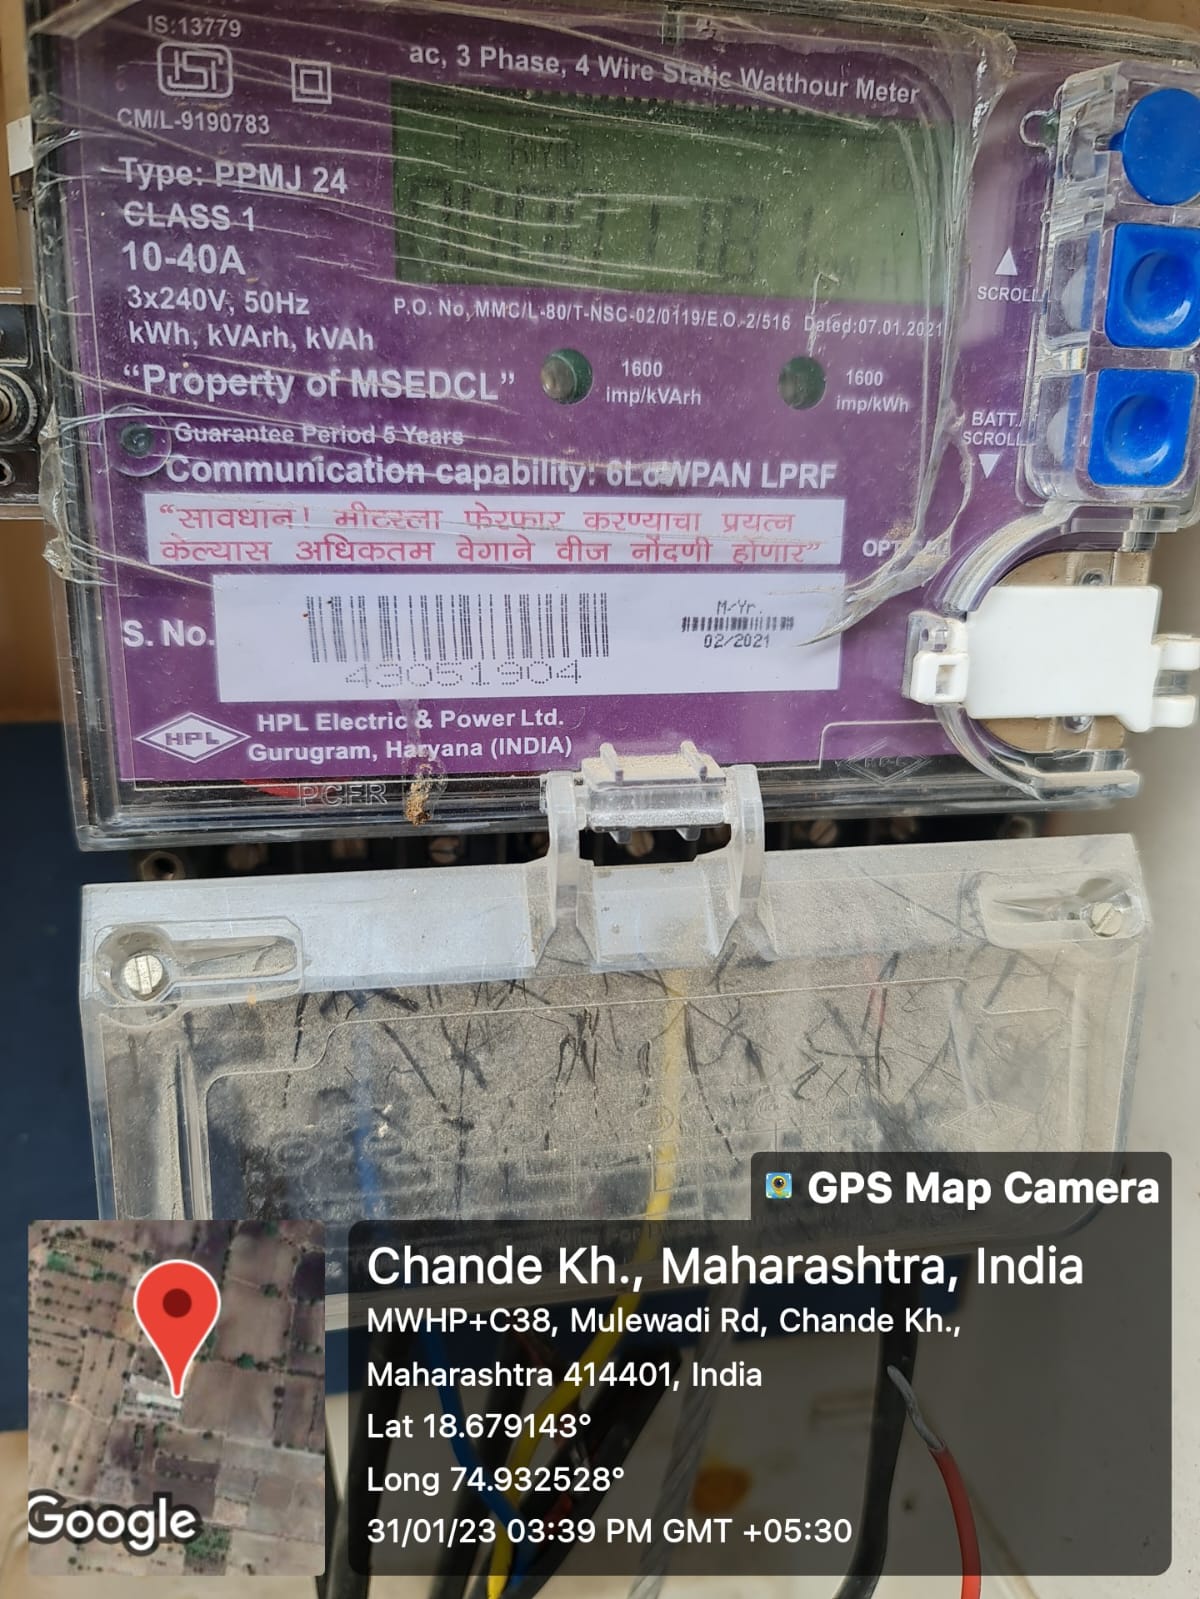 IS:13779
ISI
CM/L-9190783
ac, 3 Phase, 4 Wire Static Watthour Meter
Type: PPMJ 24
CLASS 1
10-40A
3x240V, 50Hz
kWh, kVArh, kVAh
P.O. No, MMC/L-80/T-NSC-02/0119/E.O.-2/516 Dated:07.01.2021
SCROLL
"Property of MSEDCL"
1600
imp/kVArh
1600
imp/kWh
BATT.
SCROLL
Guarantee Period 5 Years
Communication capability: 6LoWPAN LPRF
“सावधान! मीटरला फेरफार करण्याचा प्रयत्न
केल्यास अधिकतम वेगाने वीज नोंदणी होणार”
S. No.
43051904
M/Yr.
02/2021
HPL
HPL Electric & Power Ltd.
Gurugram, Haryana (INDIA)
GPS Map Camera
Chande Kh., Maharashtra, India
MWHP+C38, Mulewadi Rd, Chande Kh.,
Maharashtra 414401, India
Lat 18.679143°
Long 74.932528°
31/01/23 03:39 PM GMT +05:30
Google